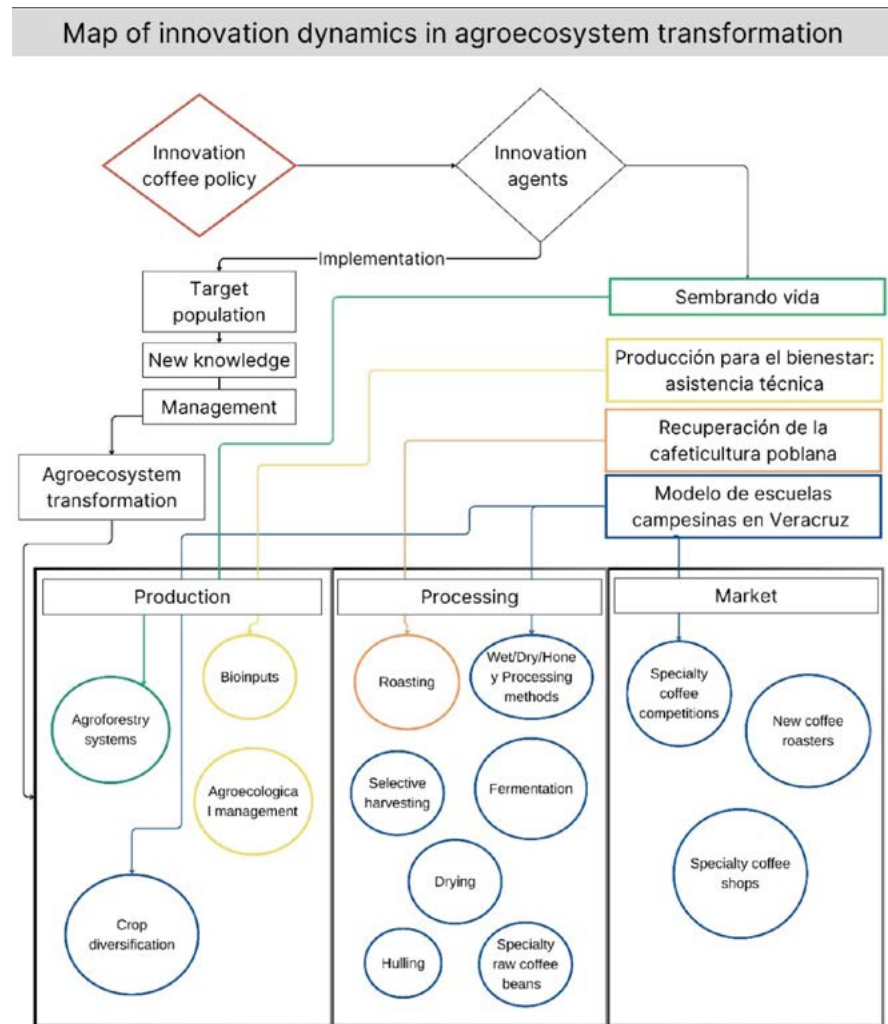 Map of innovation dynamics in agroecosystem transformation
Innovation
coffee policy
Innovation
agents
Implementation
Target
population
New knowledge
Management
Agroecosystem
transformation
Sembrando vida
Producción para el bienestar:
asistencia técnica
Recuperación de la
cafeticultura poblana
Modelo de escuelas
campesinas en Veracruz
Production
Agroforestry
systems
Bioinputs
Agroecologica
l management
Crop
diversification
Processing
Roasting
Wet/Dry/Hone
y Processing
methods
Selective
harvesting
Fermentation
Drying
Hulling
Specialty
raw coffee
beans
Market
Specialty
coffee
competitions
New coffee
roasters
Specialty coffee
shops